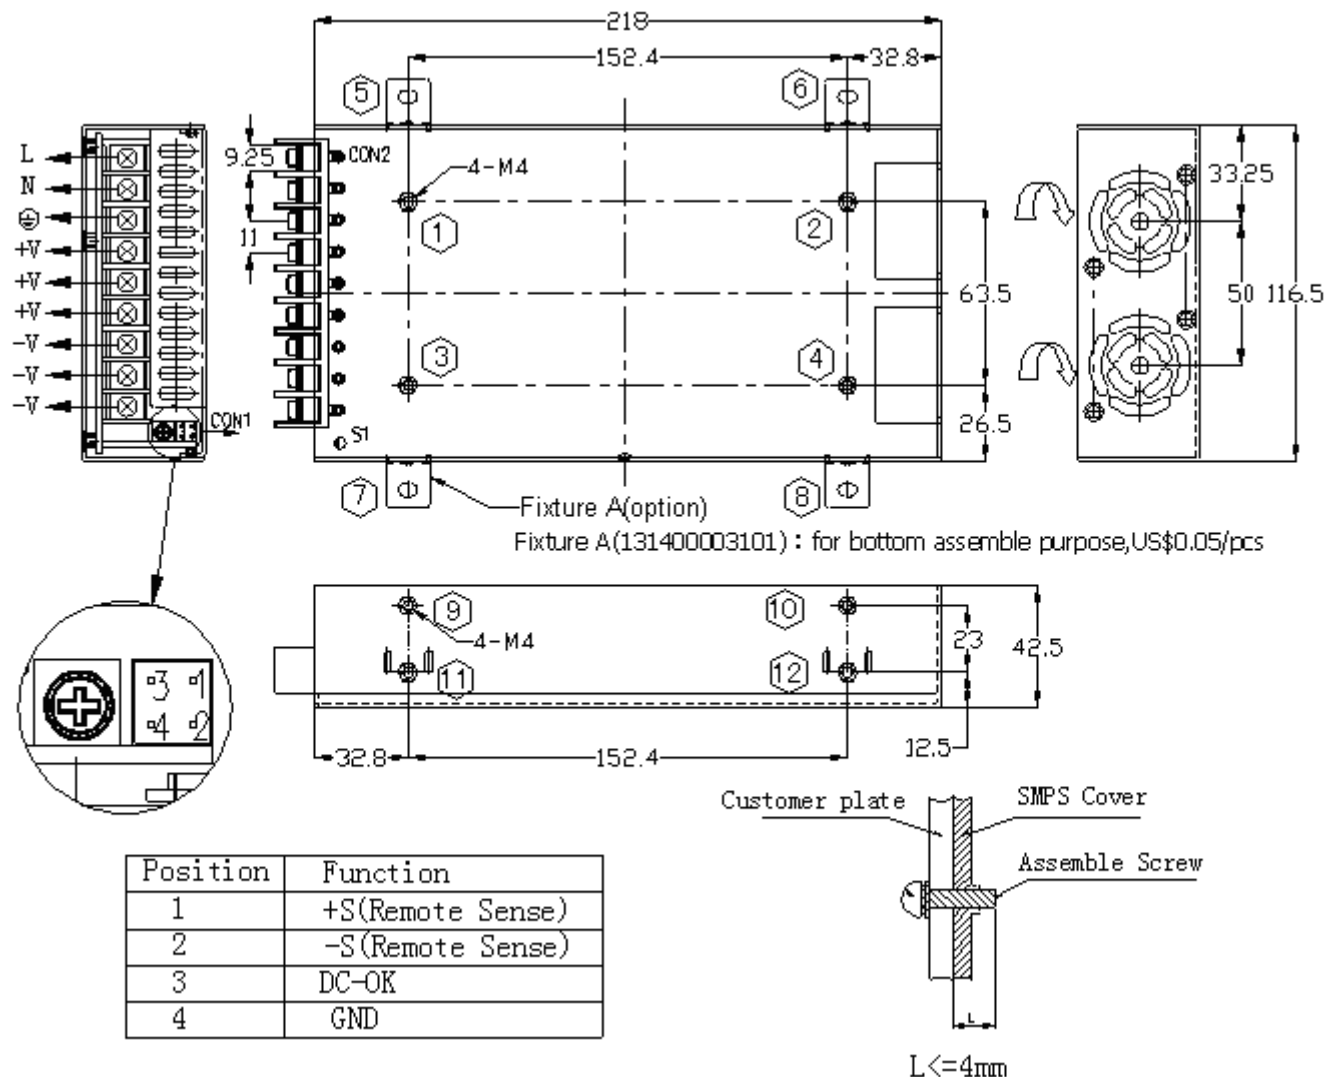 218
152.4
32.8
5
6
L
N
+V
+V
+V
-V
-V
-V
CON1
9.25
11
CON2
4-M4
1
2
3
4
S1
63.5
26.5
33.25
50
116.5
7
8
Fixture A(option)
Fixture A(131400003101) : for bottom assemble purpose,US$0.05/pcs
9
10
4-M4
11
12
23
42.5
12.5
32.8
152.4
3 1
4 2
Customer plate
SMPS Cover
Assemble Screw
L
L<=4mm
Position Function
1 +S(Remote Sense)
2 -S(Remote Sense)
3 DC-OK
4 GND